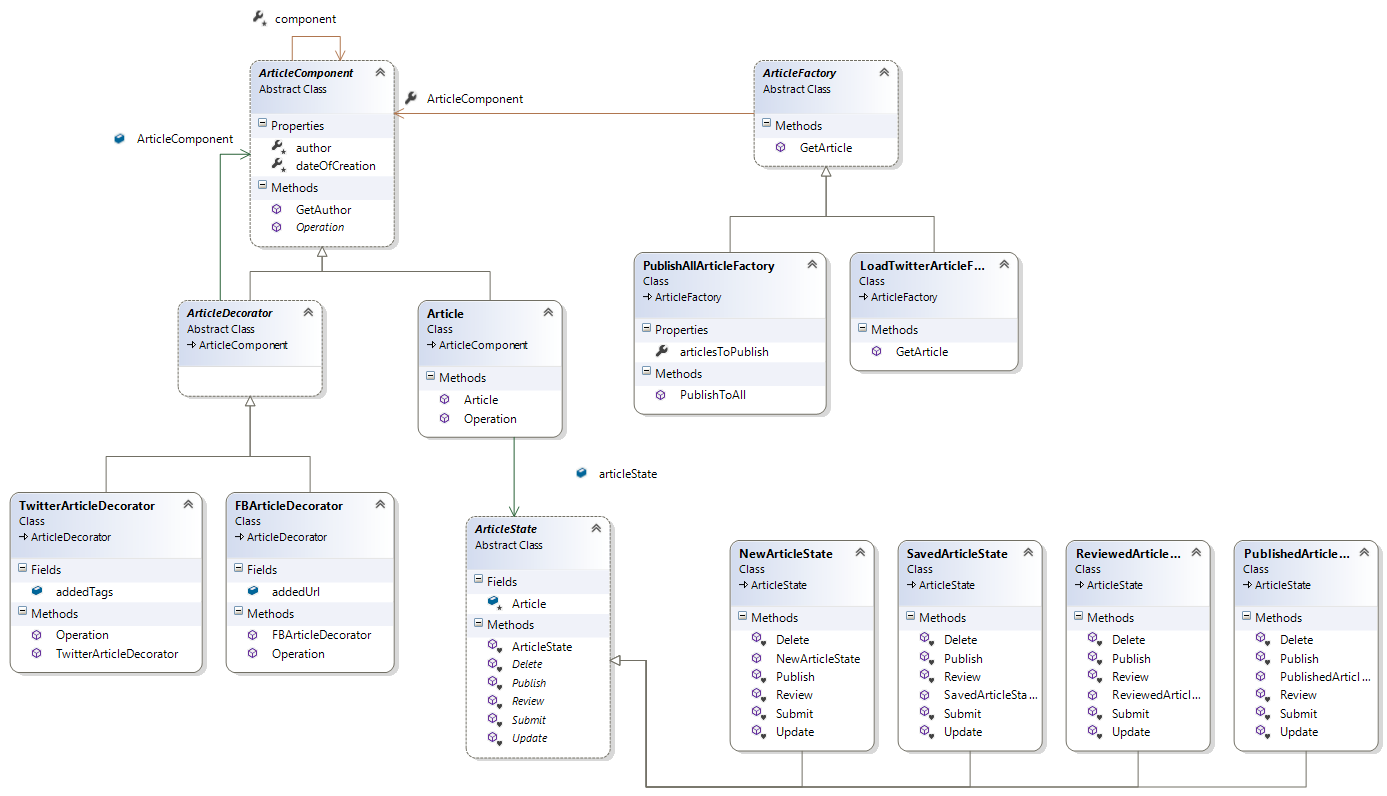 component
ArticleComponent
Abstract Class
Properties
author
dateOfCreation
Methods
GetAuthor
Operation
ArticleComponent
ArticleFactory
Abstract Class
Methods
GetArticle
ArticleComponent
PublishAllArticleFactory
Class
ArticleFactory
Properties
articlesToPublish
Methods
PublishToAll
LoadTwitterArticleF...
Class
ArticleFactory
Methods
GetArticle
ArticleDecorator
Abstract Class
ArticleComponent
Article
Class
ArticleComponent
Methods
Article
Operation
articleState
TwitterArticleDecorator
Class
ArticleDecorator
Fields
addedTags
Methods
Operation
TwitterArticleDecorator
FBArticleDecorator
Class
ArticleDecorator
Fields
addedUrl
Methods
FBArticleDecorator
Operation
ArticleState
Abstract Class
Fields
Article
Methods
ArticleState
Delete
Publish
Review
Submit
Update
NewArticleState
Class
ArticleState
Methods
Delete
NewArticleState
Publish
Review
Submit
Update
SavedArticleState
Class
ArticleState
Methods
Delete
Publish
Review
SavedArticleSta...
Submit
Update
ReviewedArticle...
Class
ArticleState
Methods
Delete
Publish
Review
ReviewedArticl...
Submit
Update
PublishedArticle...
Class
ArticleState
Methods
Delete
Publish
PublishedArticl...
Review
Submit
Update